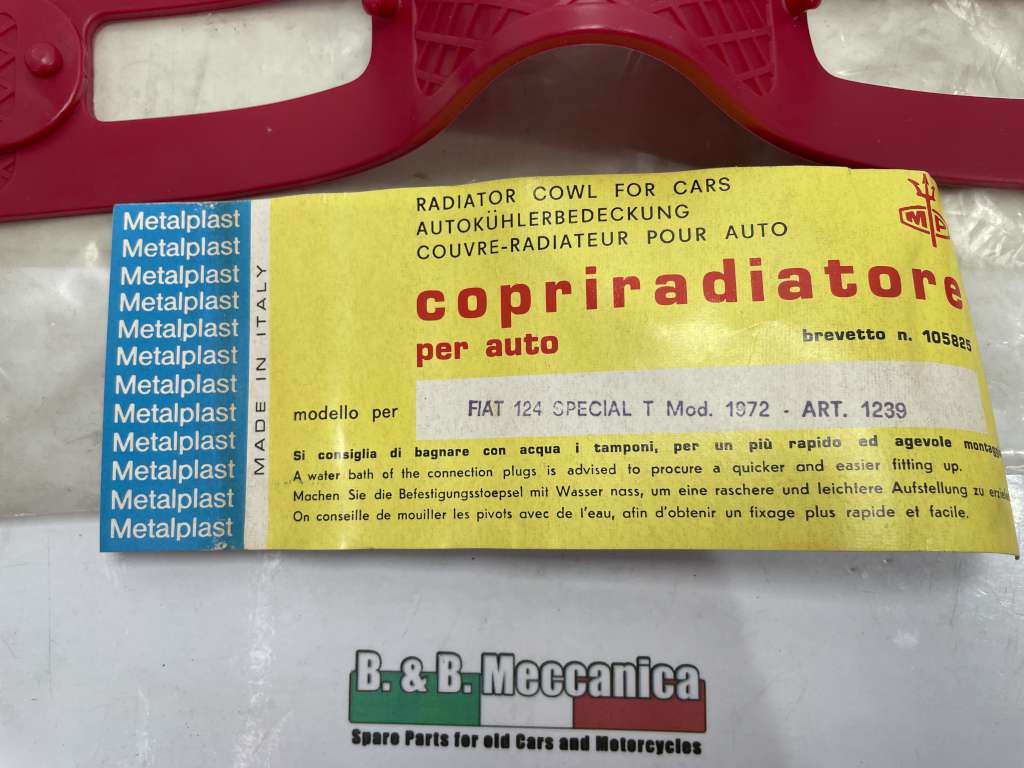 Metalplast
Metalplast
Metalplast
Metalplast
Metalplast
Metalplast
Metalplast
Metalplast
Metalplast
Metalplast
Metalplast
Metalplast
MADE IN ITALY
RADIATOR COWL FOR CARS
AUTOKÜHLERBEDECKUNG
COUVRE-RADIATEUR POUR AUTO
MP
copriradiatore
per auto
brevetto n. 105825
modello per
FIAT 124 SPECIAL T Mod. 1972 - ART. 1239
Si consiglia di bagnare con acqua i tamponi, per un più rapido ed agevole
A water bath of the connection plugs is advised to procure a quicker and easier fitting up.
Machen Sie die Befestigungsstoepsel mit Wasser nass, um eine raschere und leichtere Aufstellung zu
On conseille de mouiller les pivots avec de l'eau, afin d'obtenir un fixage plus rapide et facile.
B. & B. Meccanica
Spare Parts for old Cars and Motorcycles